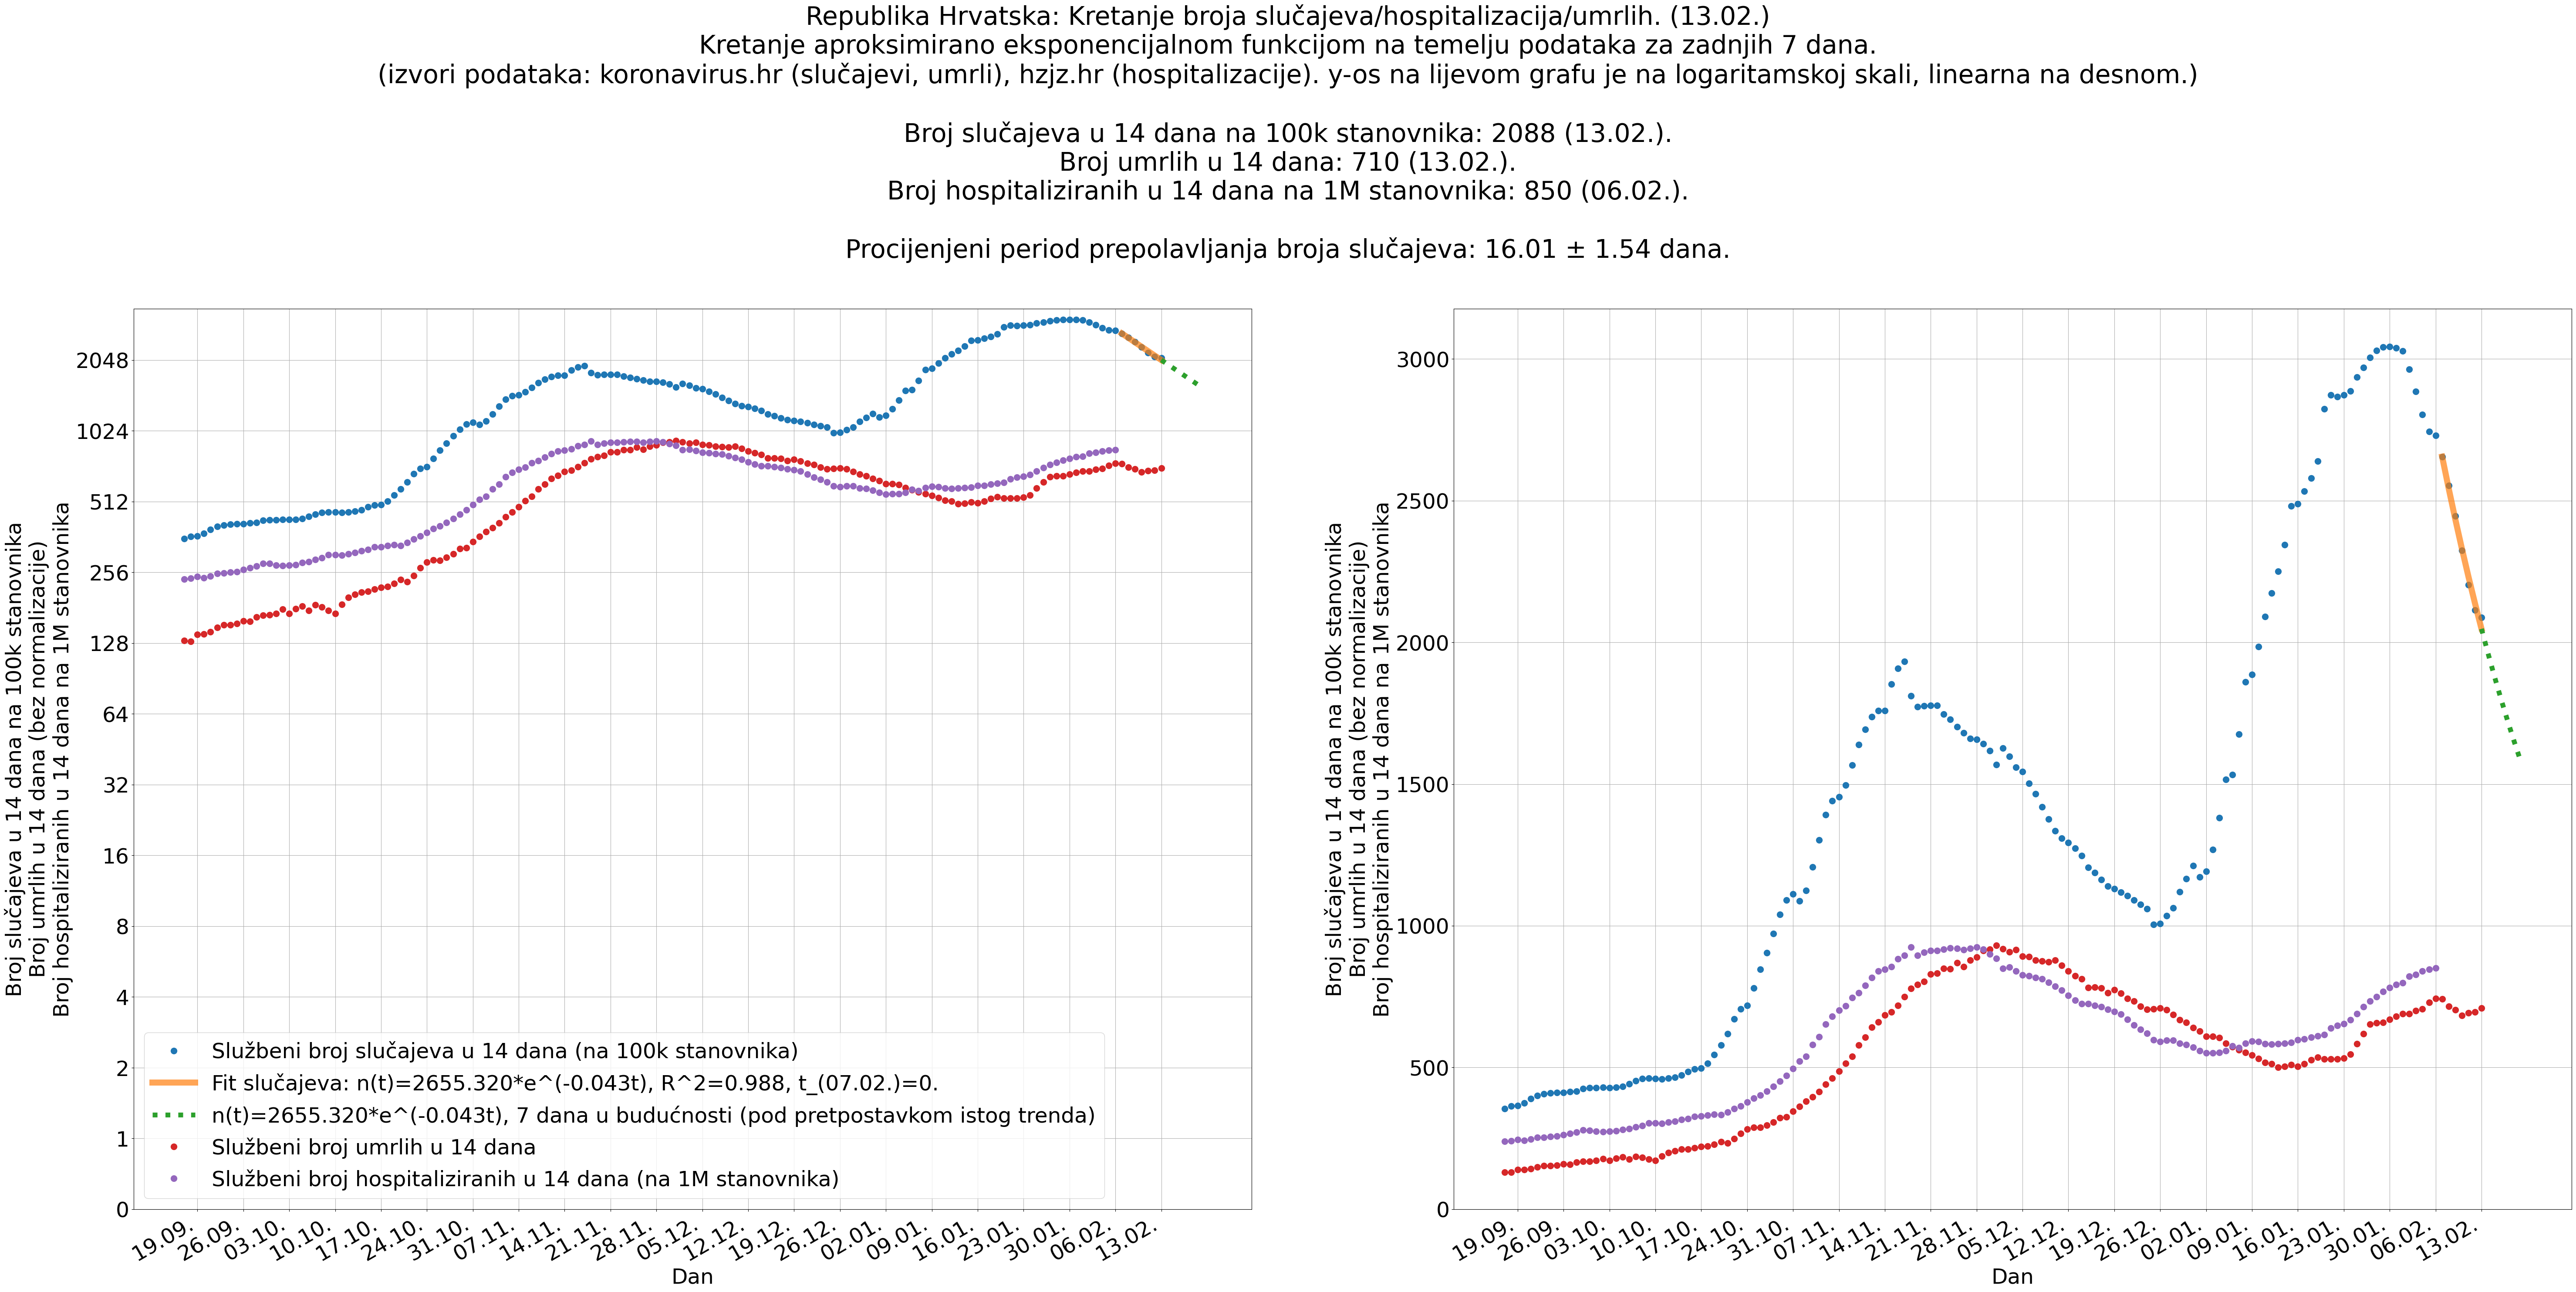 Republika Hrvatska: Kretanje broja slučajeva/hospitalizacija/umrlih. (13.02.)
Kretanje aproksimirano eksponencijalnom funkcijom na temelju podataka za zadnjih 7 dana.
(izvori podataka: koronavirus.hr (slučajevi, umrli), hzjz.hr (hospitalizacije). y-os na lijevom grafu je na logaritamskoj skali, linearna na desnom.)
Broj slučajeva u 14 dana na 100k stanovnika: 2088 (13.02.).
Broj umrlih u 14 dana: 710 (13.02.).
Broj hospitaliziranih u 14 dana na 1M stanovnika: 850 (06.02.).
Procijenjeni period prepolavljanja broja slučajeva: 16.01 ± 1.54 dana.
Broj slučajeva u 14 dana na 100k stanovnika
Broj umrlih u 14 dana (bez normalizacije)
Broj hospitaliziranih u 14 dana na 1M stanovnika
2048
1024
512
256
128
64
32
16
8
4
2
1
0
Službeni broj slučajeva u 14 dana (na 100k stanovnika)
Fit slučajeva: n(t)=2655.320*e^(-0.043t), R^2=0.988, t_(07.02.)=0.
n(t)=2655.320*e^(-0.043t), 7 dana u budućnosti (pod pretpostavkom istog trenda)
Službeni broj umrlih u 14 dana
Službeni broj hospitaliziranih u 14 dana (na 1M stanovnika)
19.09. 26.09. 03.10. 10.10. 17.10. 24.10. 31.10. 07.11. 14.11. 21.11. 28.11. 05.12. 12.12. 19.12. 26.12. 02.01. 09.01. 16.01. 23.01. 30.01. 06.02. 13.02.
Dan
Broj slučajeva u 14 dana na 100k stanovnika
Broj umrlih u 14 dana (bez normalizacije)
Broj hospitaliziranih u 14 dana na 1M stanovnika
3000
2500
2000
1500
1000
500
0
19.09. 26.09. 03.10. 10.10. 17.10. 24.10. 31.10. 07.11. 14.11. 21.11. 28.11. 05.12. 12.12. 19.12. 26.12. 02.01. 09.01. 16.01. 23.01. 30.01. 06.02. 13.02.
Dan